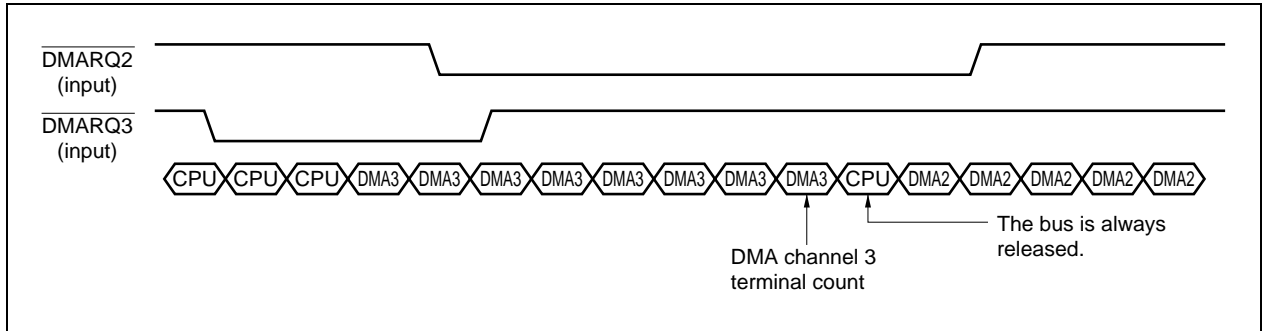 DMARQ2
(input)
DMARQ3
(input)
CPU CPU CPU DMA3 DMA3 DMA3 DMA3 DMA3 DMA3 DMA3 DMA3 CPU DMA2 DMA2 DMA2 DMA2 DMA2
The bus is always
released.
DMA channel 3
terminal count